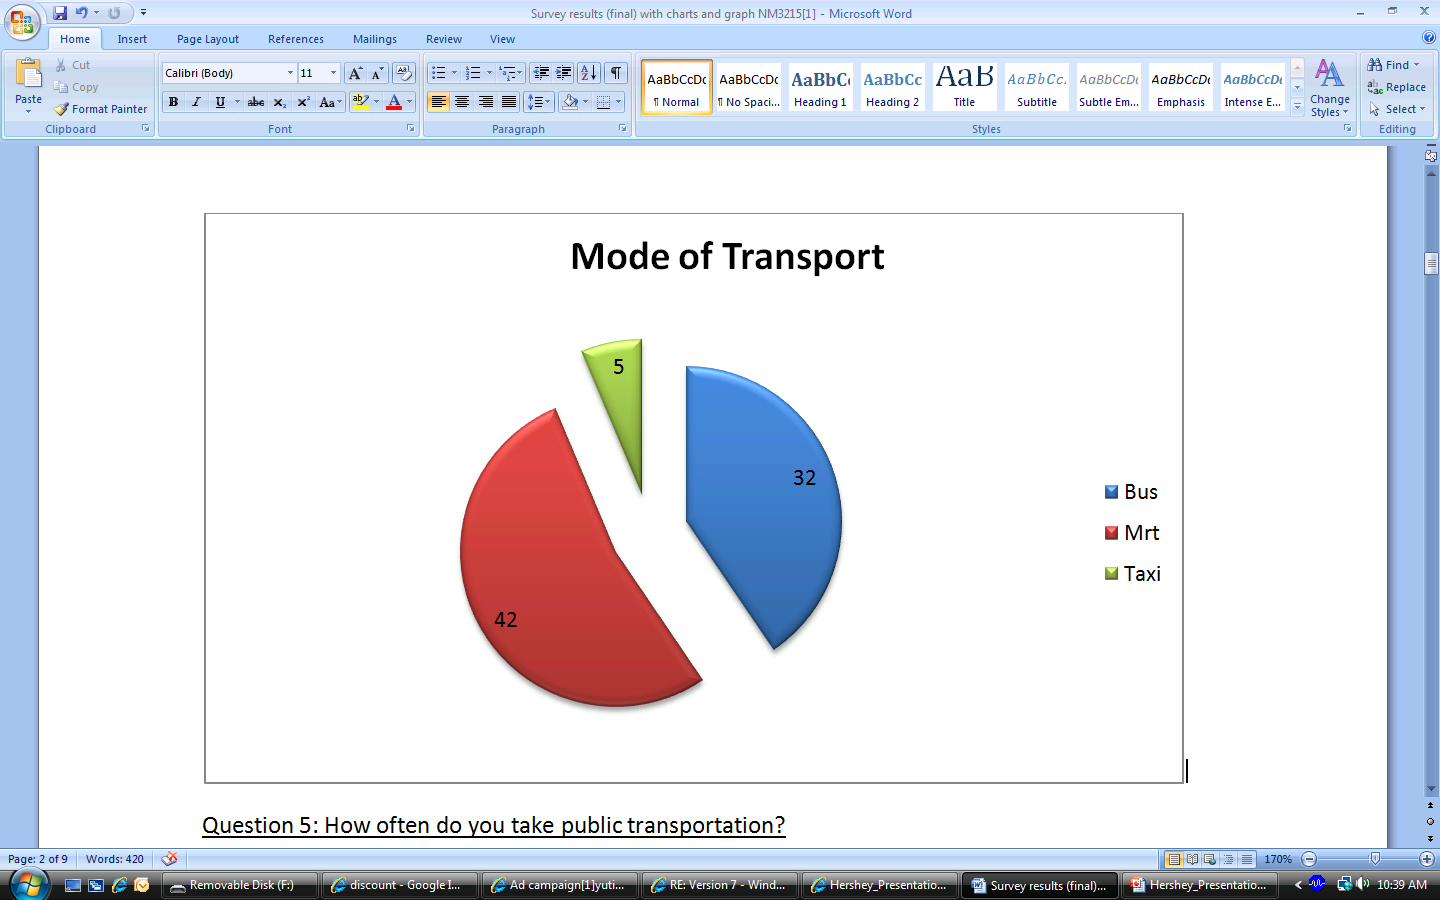 Survey results (final) with charts and graph NM3215[1] - Microsoft Word
Home Insert Page Layout References Mailings Review View
Paste
Cut
Copy
Format Painter
Clipboard
Calibri (Body) 11
B I U abc x₂ x² Aa
Font
Paragraph
AaBbCcDc AaBbCcDc AaBbCc AaBbCc AaB AaBbCc. AaBbCcDc AaBbCcDc AaBbCcDc
¶ Normal ¶ No Spaci... Heading 1 Heading 2 Title Subtitle Subtle Em... Emphasis Intense E...
Change
Styles
Styles
Find
Replace
Select
Editing
Mode of Transport
5
32
42
Bus
Mrt
Taxi
Question 5: How often do you take public transportation?
Page: 2 of 9 Words: 420 170%
Removable Disk (F:) discount - Google I... Ad campaign[1]yuti... RE: Version 7 - Wind... Hershey_Presentatio... Survey results (final)... Hershey_Presentatio... 10:39 AM